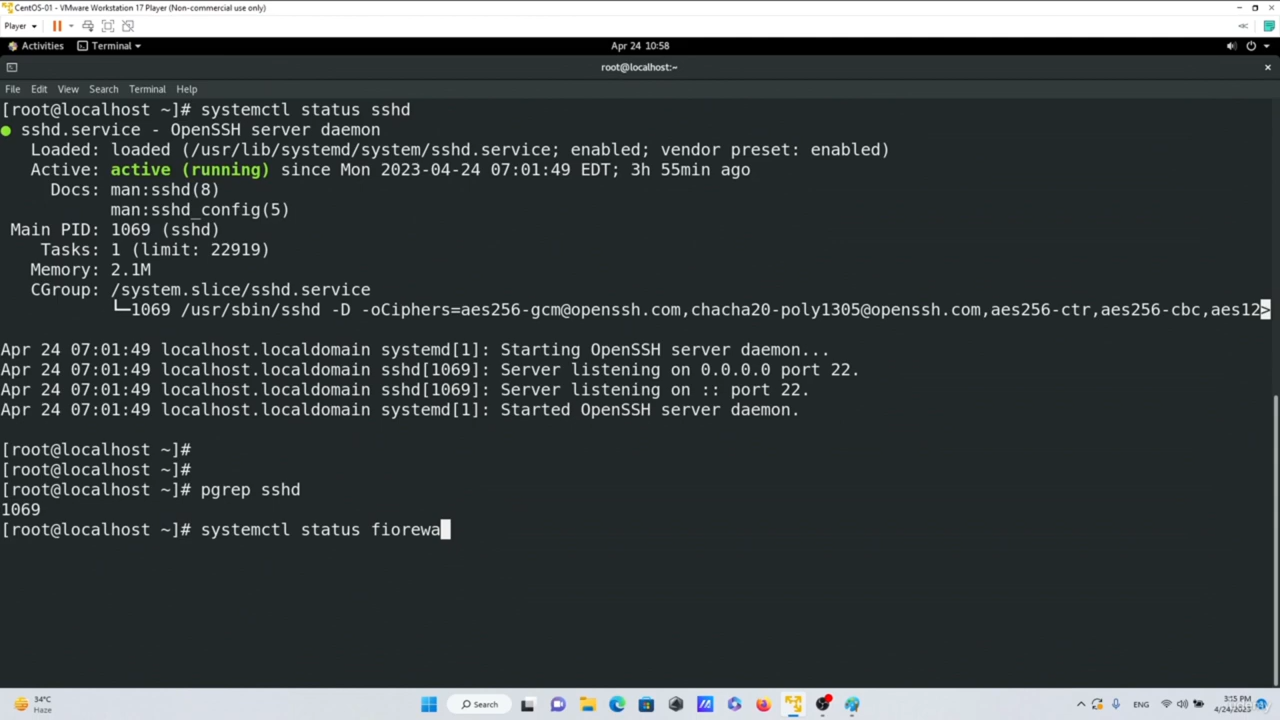 CentOS-01 - VMware Workstation 17 Player (Non-commercial use only)
Player
Activities Terminal Apr 24 10:58
root@localhost:~
File Edit View Search Terminal Help
[root@localhost ~]# systemctl status sshd
● sshd.service - OpenSSH server daemon
Loaded: loaded (/usr/lib/systemd/system/sshd.service; enabled; vendor preset: enabled)
Active: active (running) since Mon 2023-04-24 07:01:49 EDT; 3h 55min ago
Docs: man:sshd(8)
man:sshd_config(5)
Main PID: 1069 (sshd)
Tasks: 1 (limit: 22919)
Memory: 2.1M
CGroup: /system.slice/sshd.service
└─1069 /usr/sbin/sshd -D -oCiphers=aes256-gcm@openssh.com,chacha20-poly1305@openssh.com,aes256-ctr,aes256-cbc,aes12>
Apr 24 07:01:49 localhost.localdomain systemd[1]: Starting OpenSSH server daemon...
Apr 24 07:01:49 localhost.localdomain sshd[1069]: Server listening on 0.0.0.0 port 22.
Apr 24 07:01:49 localhost.localdomain sshd[1069]: Server listening on :: port 22.
Apr 24 07:01:49 localhost.localdomain systemd[1]: Started OpenSSH server daemon.
[root@localhost ~]#
[root@localhost ~]#
[root@localhost ~]# pgrep sshd
1069
[root@localhost ~]# systemctl status fiorewa
34°C
Haze
Search
ENG
3:15 PM
4/24/2023